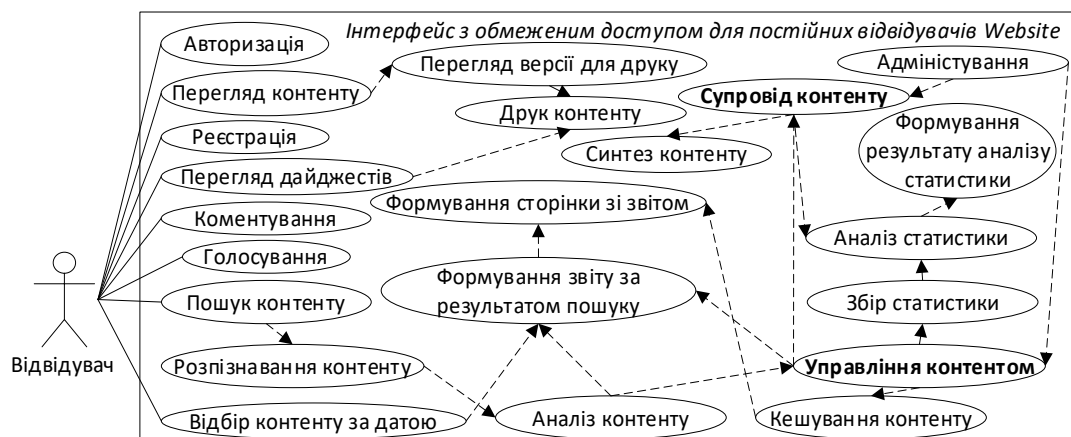 Інтерфейс з обмеженим доступом для постійних відвідувачів Website
Авторизація
Перегляд версії для друку
Адміністування
Перегляд контенту
Супровід контенту
Друк контенту
Реєстрація
Формування
результату аналізу
статистики
Синтез контенту
Перегляд дайджестів
Формування сторінки зі звітом
Коментування
Аналіз статистики
Голосування
Формування звіту за
результатом пошуку
Пошук контенту
Збір статистики
Відвідувач
Розпізнавання контенту
Управління контентом
Відбір контенту за датою
Аналіз контенту
Кешування контенту